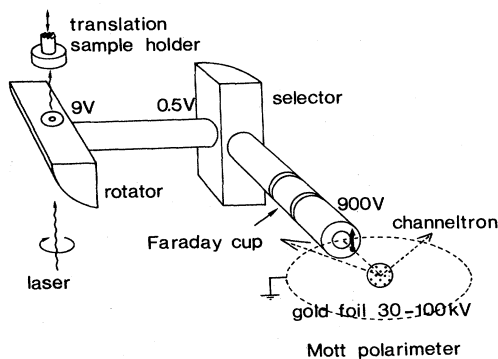 translation
sample holder
9V
0.5V
selector
rotator
900V
channeltron
Faraday cup
laser
gold foil 30-100kV
Mott polarimeter